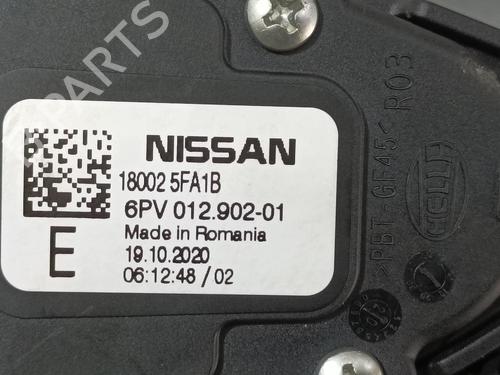 NISSAN
18002 5FA1B
6PV 012.902-01
E
Made in Romania
19.10.2020
06:12:48 / 02
>PBT-GF45< R03
HELLA
B-PARTS